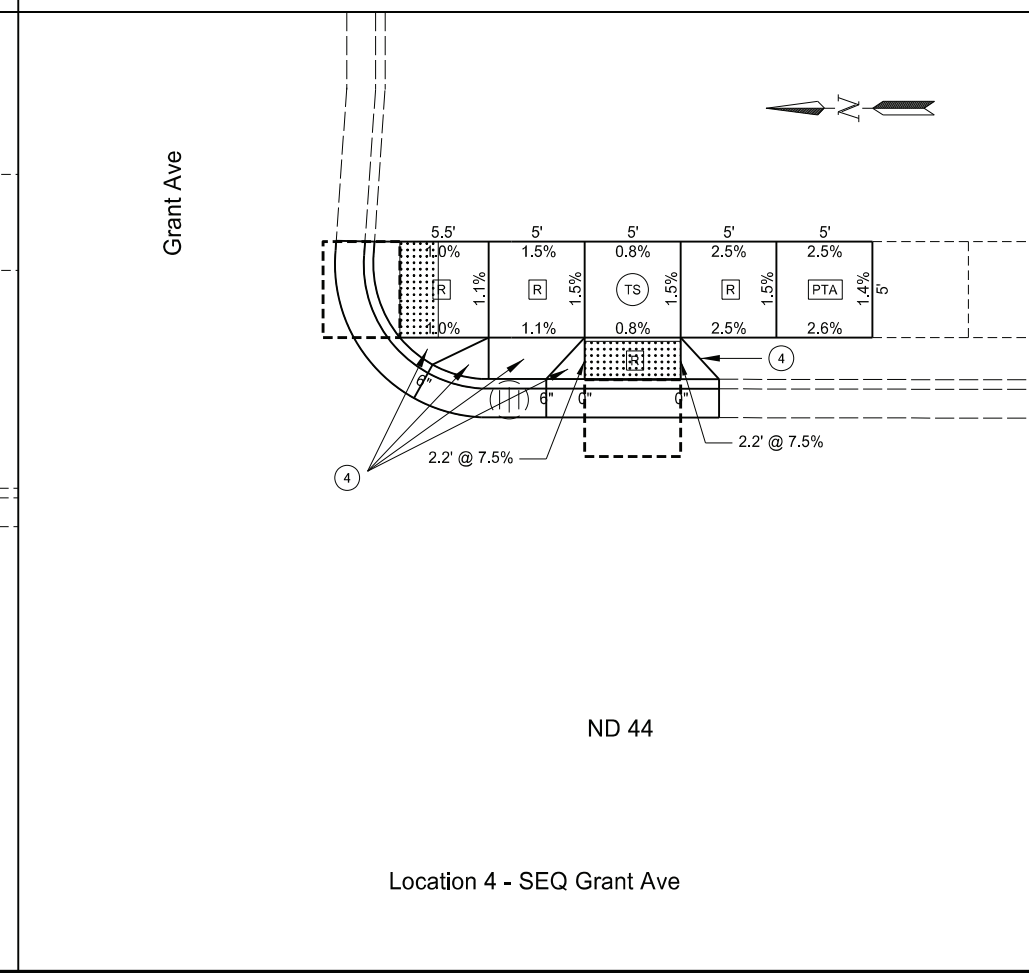 N
Grant Ave
5.5' 5' 5' 5' 5'
1.0% 1.5% 0.8% 2.5% 2.5%
R 1.1% R 1.5% TS 1.5% R 1.5% PTA 1.4% 5'
1.0% 1.1% 0.8% 2.5% 2.6%
R
4
6"
6" 0" 0"
2.2' @ 7.5%
2.2' @ 7.5%
4
ND 44
Location 4 - SEQ Grant Ave